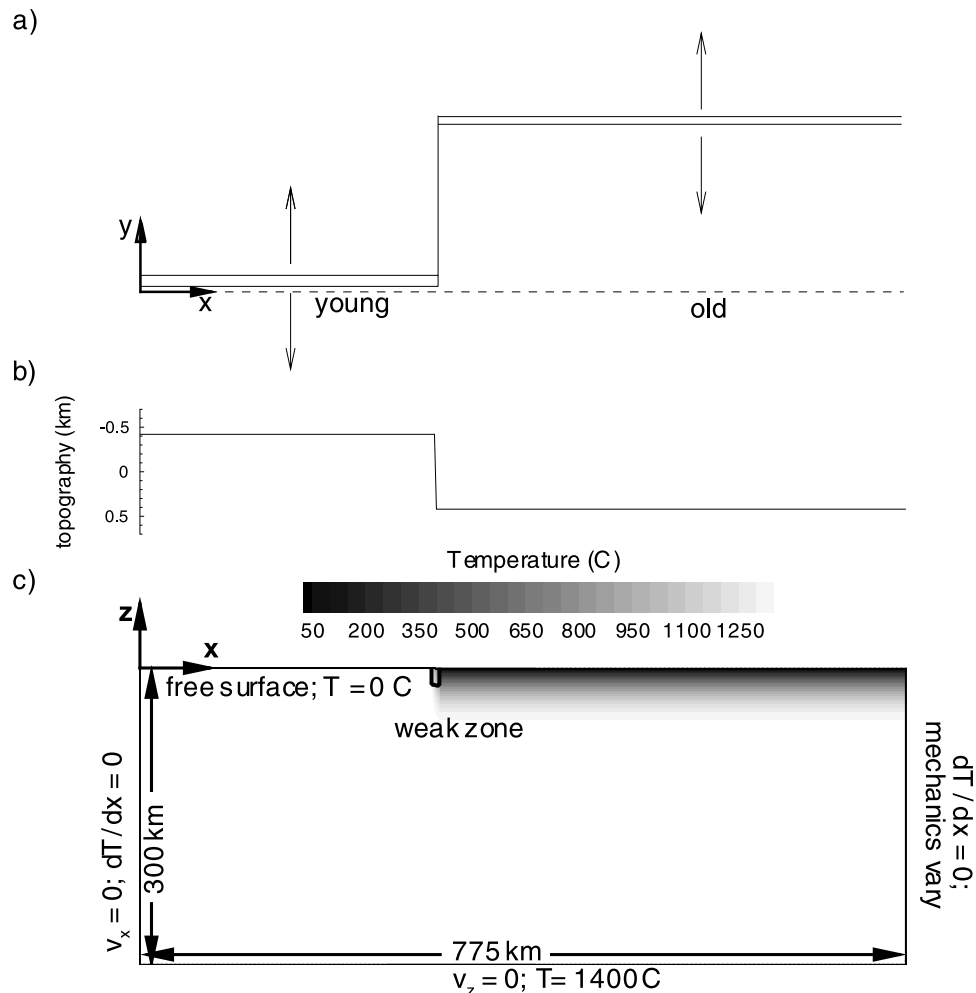 a)
y
x
young
old
b)
topography (km)
-0.5
0
0.5
Temperature (C)
c)
50 200 350 500 650 800 950 1100 1250
z
x
free surface; T = 0 C
weak zone
v_x = 0; dT/dx = 0
300 km
dT/dx = 0;
mechanics vary
775 km
v_z = 0; T= 1400 C